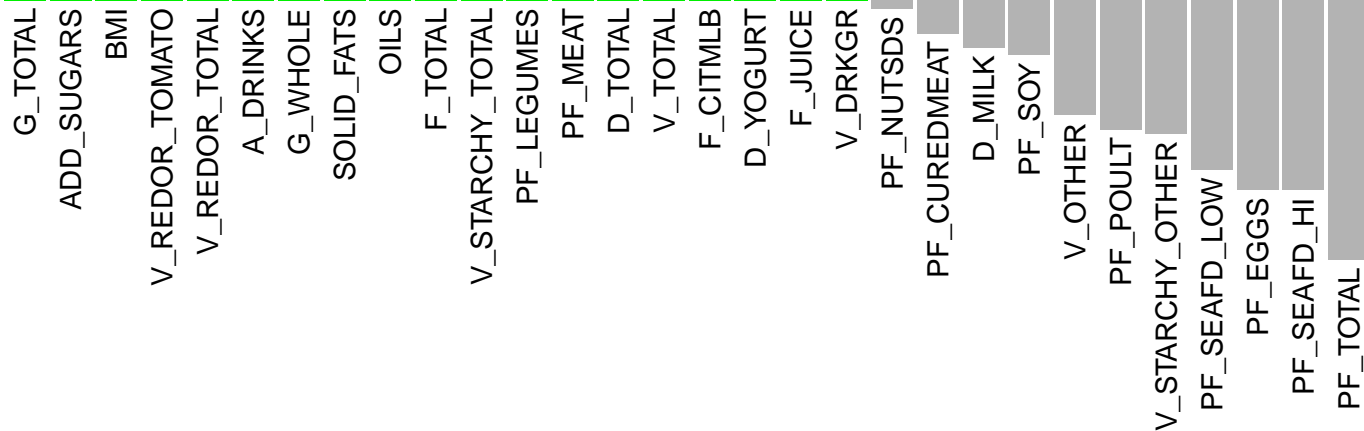 G_TOTAL
ADD_SUGARS
BMI
V_REDOR_TOMATO
V_REDOR_TOTAL
A_DRINKS
G_WHOLE
SOLID_FATS
OILS
F_TOTAL
V_STARCHY_TOTAL
PF_LEGUMES
PF_MEAT
D_TOTAL
V_TOTAL
F_CITMLB
D_YOGURT
F_JUICE
V_DRKGR
PF_NUTSDS
PF_CUREDMEAT
D_MILK
PF_SOY
V_OTHER
PF_POULT
V_STARCHY_OTHER
PF_SEAFD_LOW
PF_EGGS
PF_SEAFD_HI
PF_TOTAL